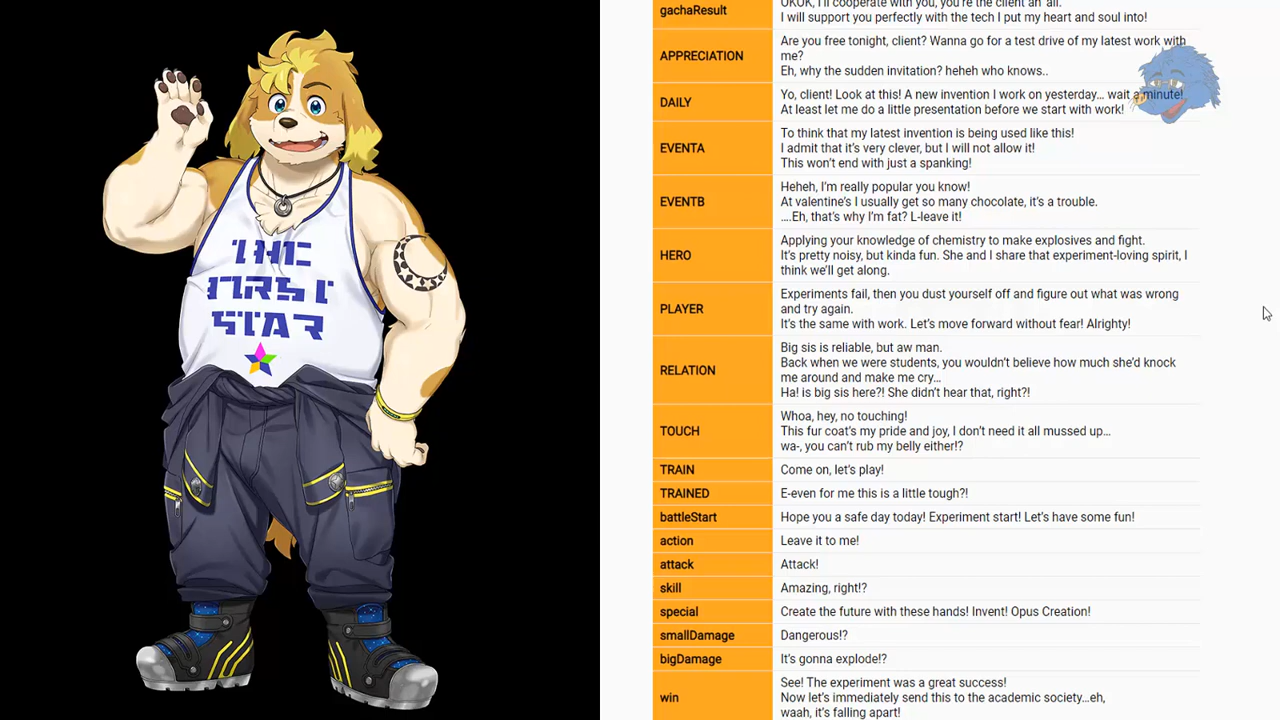 THE
FIRST
STAR
gachaResult
OKOK, I'll cooperate with you, you're the client an' all.
I will support you perfectly with the tech I put my heart and soul into!
APPRECIATION
Are you free tonight, client? Wanna go for a test drive of my latest work with
me?
Eh, why the sudden invitation? heheh who knows..
DAILY
Yo, client! Look at this! A new invention I work on yesterday... wait a minute!
At least let me do a little presentation before we start with work!
EVENTA
To think that my latest invention is being used like this!
I admit that it's very clever, but I will not allow it!
This won't end with just a spanking!
EVENTB
Heheh, I'm really popular you know!
At valentine's I usually get so many chocolate, it's a trouble.
....Eh, that's why I'm fat? L-leave it!
HERO
Applying your knowledge of chemistry to make explosives and fight.
It's pretty noisy, but kinda fun. She and I share that experiment-loving spirit, I
think we'll get along.
PLAYER
Experiments fail, then you dust yourself off and figure out what was wrong
and try again.
It's the same with work. Let's move forward without fear! Alrighty!
RELATION
Big sis is reliable, but aw man.
Back when we were students, you wouldn't believe how much she'd knock
me around and make me cry...
Ha! is big sis here?! She didn't hear that, right?!
TOUCH
Whoa, hey, no touching!
This fur coat's my pride and joy, I don't need it all mussed up...
wa-, you can't rub my belly either!?
TRAIN
Come on, let's play!
TRAINED
E-even for me this is a little tough?!
battleStart
Hope you a safe day today! Experiment start! Let's have some fun!
action
Leave it to me!
attack
Attack!
skill
Amazing, right!?
special
Create the future with these hands! Invent! Opus Creation!
smallDamage
Dangerous!?
bigDamage
It's gonna explode!?
win
See! The experiment was a great success!
Now let's immediately send this to the academic society...eh,
waah, it's falling apart!